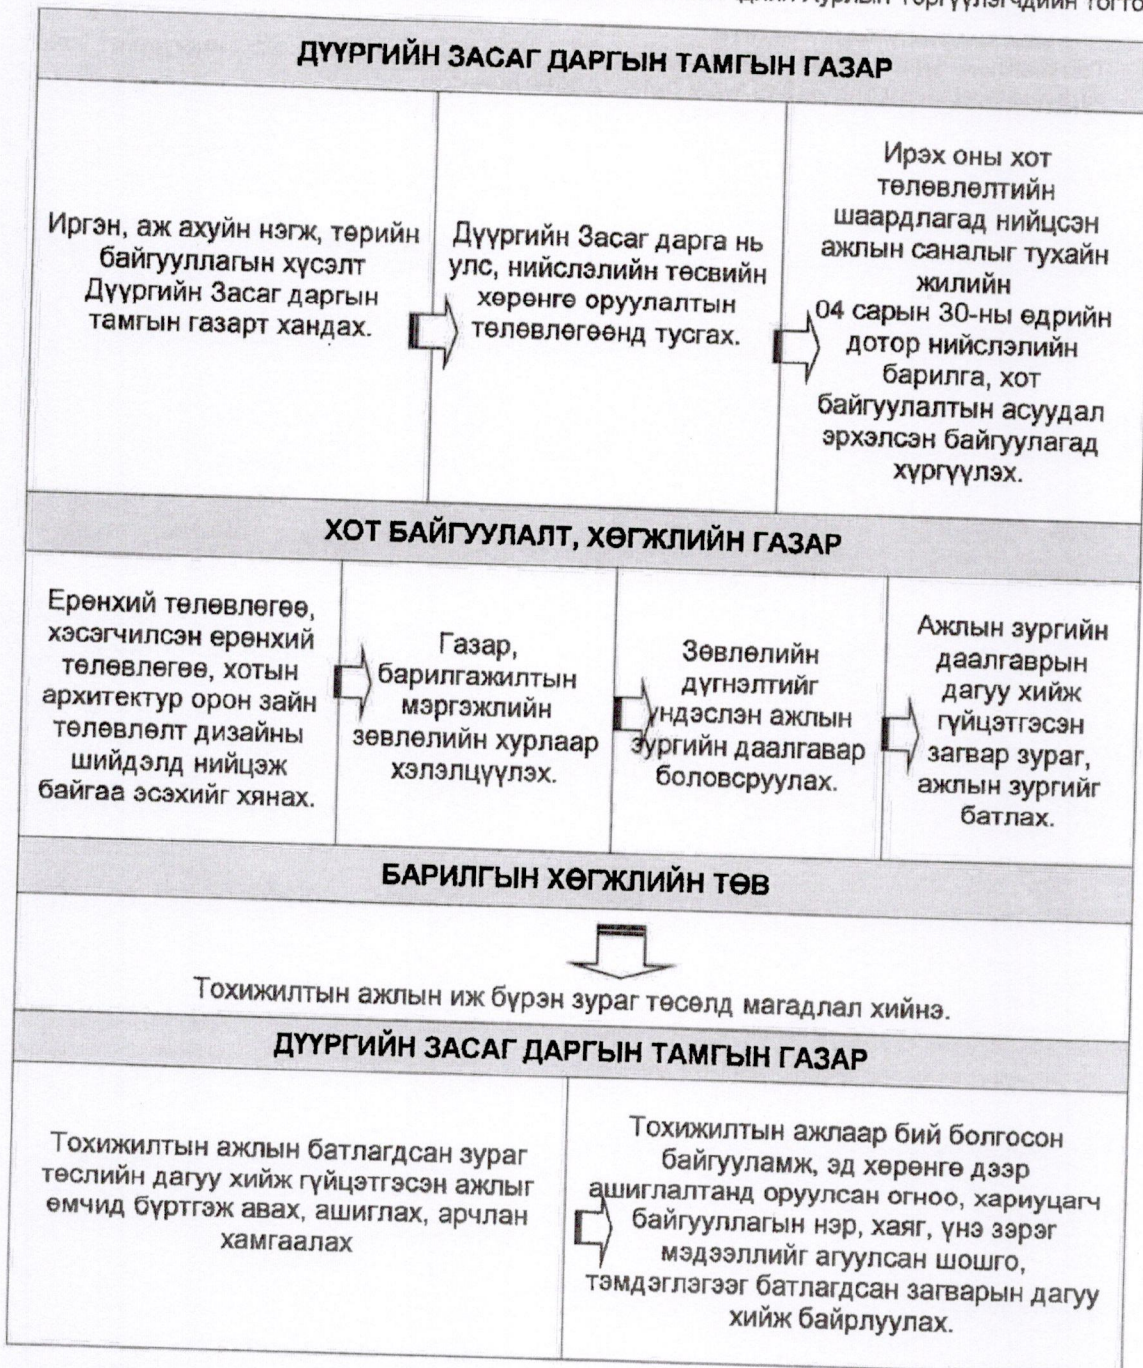 ДҮҮРГИЙН ЗАСАГ ДАРГЫН ТАМГЫН ГАЗАР
Иргэн, аж ахуйн нэгж, төрийн
байгууллагын хүсэлт
Дүүргийн Засаг даргын
тамгын газарт хандах.
Дүүргийн Засаг дарга нь
улс, нийслэлийн төсвийн
хөрөнгө оруулалтын
төлөвлөгөөнд тусгах.
Ирэх оны хот
төлөвлөлтийн
шаардлагад нийцсэн
ажлын саналыг тухайн
жилийн
04 сарын 30-ны өдрийн
дотор нийслэлийн
барилга, хот
байгуулалтын асуудал
эрхэлсэн байгуулагад
хүргүүлэх.
ХОТ БАЙГУУЛАЛТ, ХӨГЖЛИЙН ГАЗАР
Ерөнхий төлөвлөгөө,
хэсэгчилсэн ерөнхий
төлөвлөгөө, хотын
архитектур орон зайн
төлөвлөлт дизайны
шийдэлд нийцэж
байгаа эсэхийг хянах.
Газар,
барилгажилтын
мэргэжлийн
зөвлөлийн хурлаар
хэлэлцүүлэх.
Зөвлөлийн
дүгнэлтийг
үндэслэн ажлын
зургийн даалгавар
боловсруулах.
Ажлын зургийн
даалгаврын
дагуу хийж
гүйцэтгэсэн
загвар зураг,
ажлын зургийг
батлах.
БАРИЛГЫН ХӨГЖЛИЙН ТӨВ
Тохижилтын ажлын иж бүрэн зураг төсөлд магадлал хийнэ.
ДҮҮРГИЙН ЗАСАГ ДАРГЫН ТАМГЫН ГАЗАР
Тохижилтын ажлын батлагдсан зураг
төслийн дагуу хийж гүйцэтгэсэн ажлыг
өмчид бүртгэж авах, ашиглах, арчлан
хамгаалах
Тохижилтын ажлаар бий болгосон
байгууламж, эд хөрөнгө дээр
ашиглалтанд оруулсан огноо, хариуцагч
байгууллагын нэр, хаяг, үнэ зэрэг
мэдээллийг агуулсан шошго,
тэмдэглэгээг батлагдсан загварын дагуу
хийж байрлуулах.